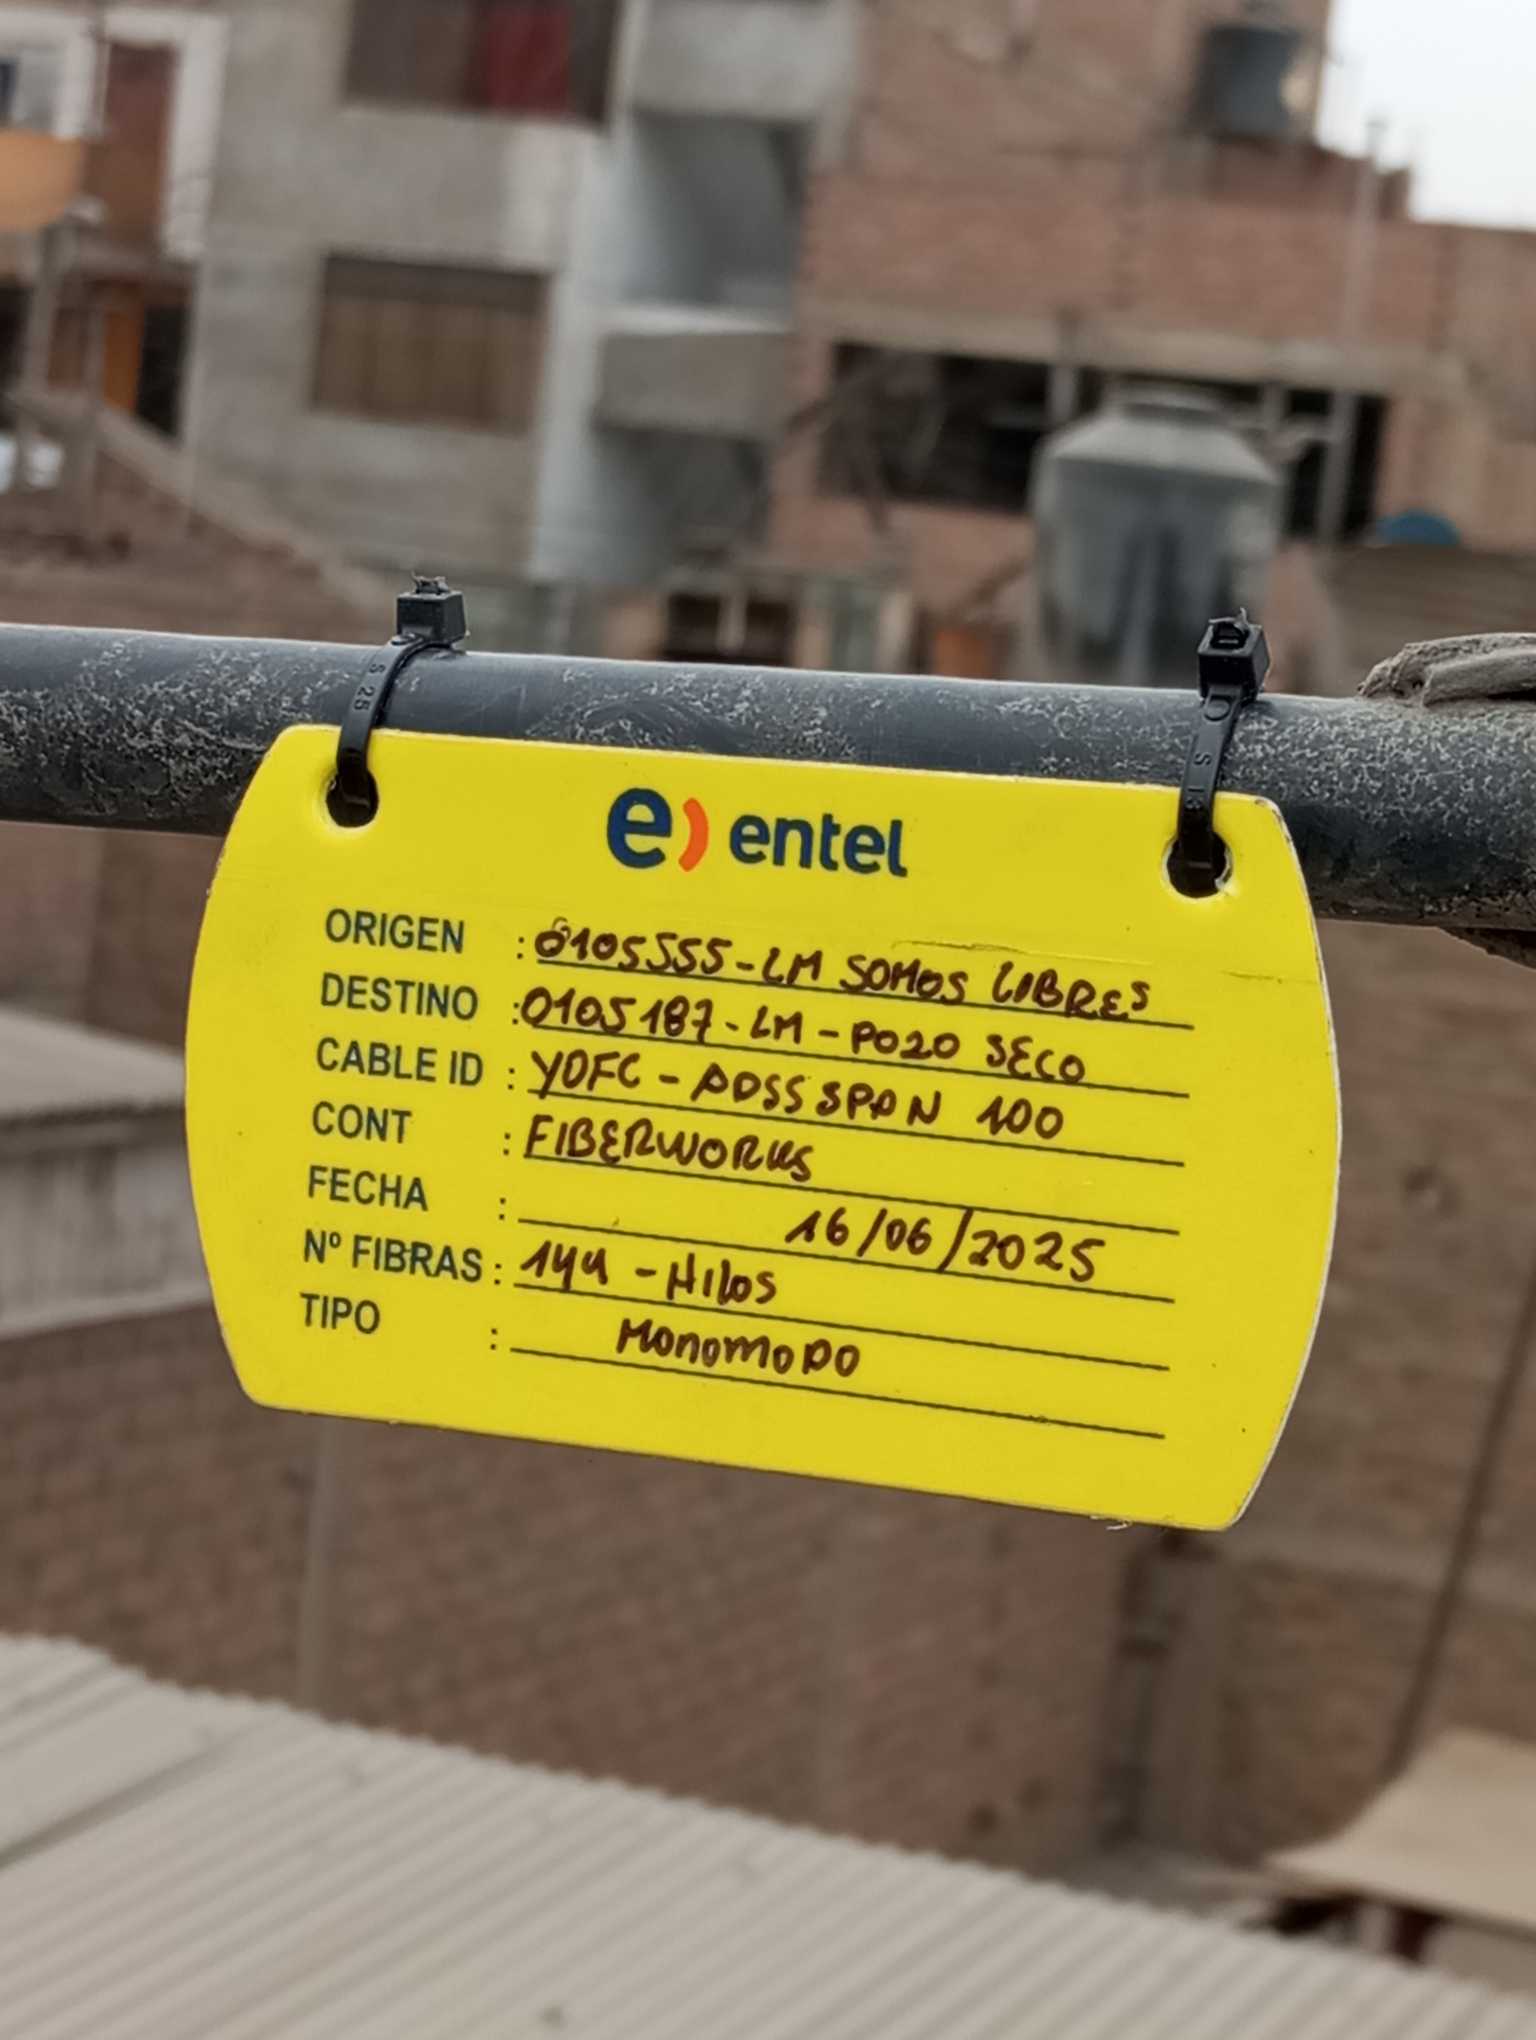 e) entel
ORIGEN : 0105555-LM SOMOS LIBRES
DESTINO : 0105187-LM-POZO SECO
CABLE ID : YOFC - ADSS SPAN 100
CONT : FIBERWORKS
FECHA : 16/06/2025
Nº FIBRAS : 144 - Hilos
TIPO : MONOMODO